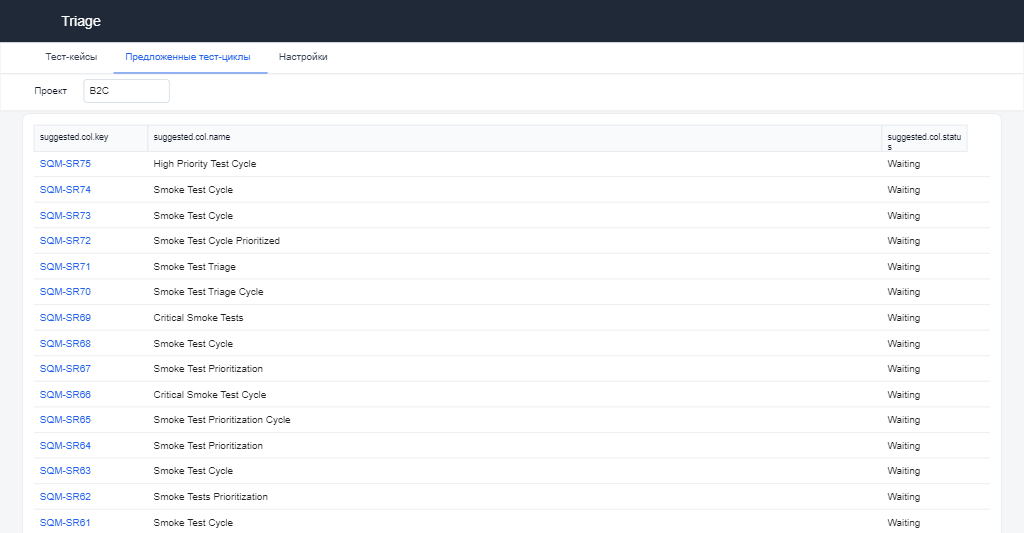 Triage
Тест-кейсы Предложенные тест-циклы Настройки
Проект B2C
suggested.col.key suggested.col.name suggested.col.statu
s
SQM-SR75 High Priority Test Cycle Waiting
SQM-SR74 Smoke Test Cycle Waiting
SQM-SR73 Smoke Test Cycle Waiting
SQM-SR72 Smoke Test Cycle Prioritized Waiting
SQM-SR71 Smoke Test Triage Waiting
SQM-SR70 Smoke Test Triage Cycle Waiting
SQM-SR69 Critical Smoke Tests Waiting
SQM-SR68 Smoke Test Cycle Waiting
SQM-SR67 Smoke Test Prioritization Waiting
SQM-SR66 Critical Smoke Test Cycle Waiting
SQM-SR65 Smoke Test Prioritization Cycle Waiting
SQM-SR64 Smoke Test Prioritization Waiting
SQM-SR63 Smoke Test Cycle Waiting
SQM-SR62 Smoke Tests Prioritization Waiting
SQM-SR61 Smoke Test Cycle Waiting